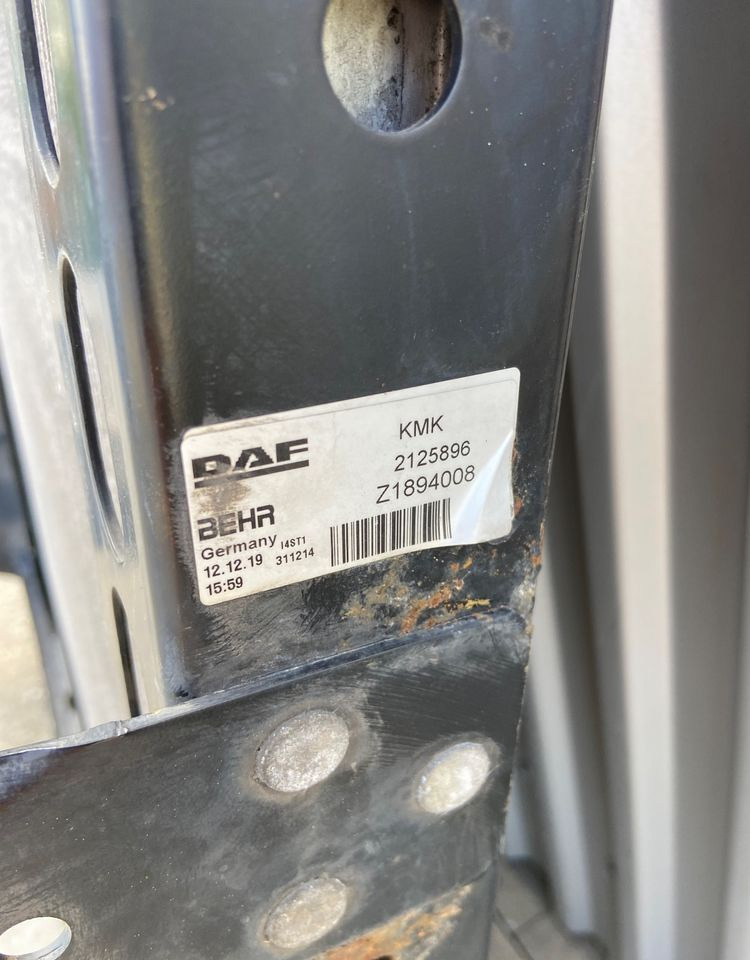 DAF
KMK
2125896
Z1894008
BEHR
Germany I4ST1
12.12.19 311214
15:59